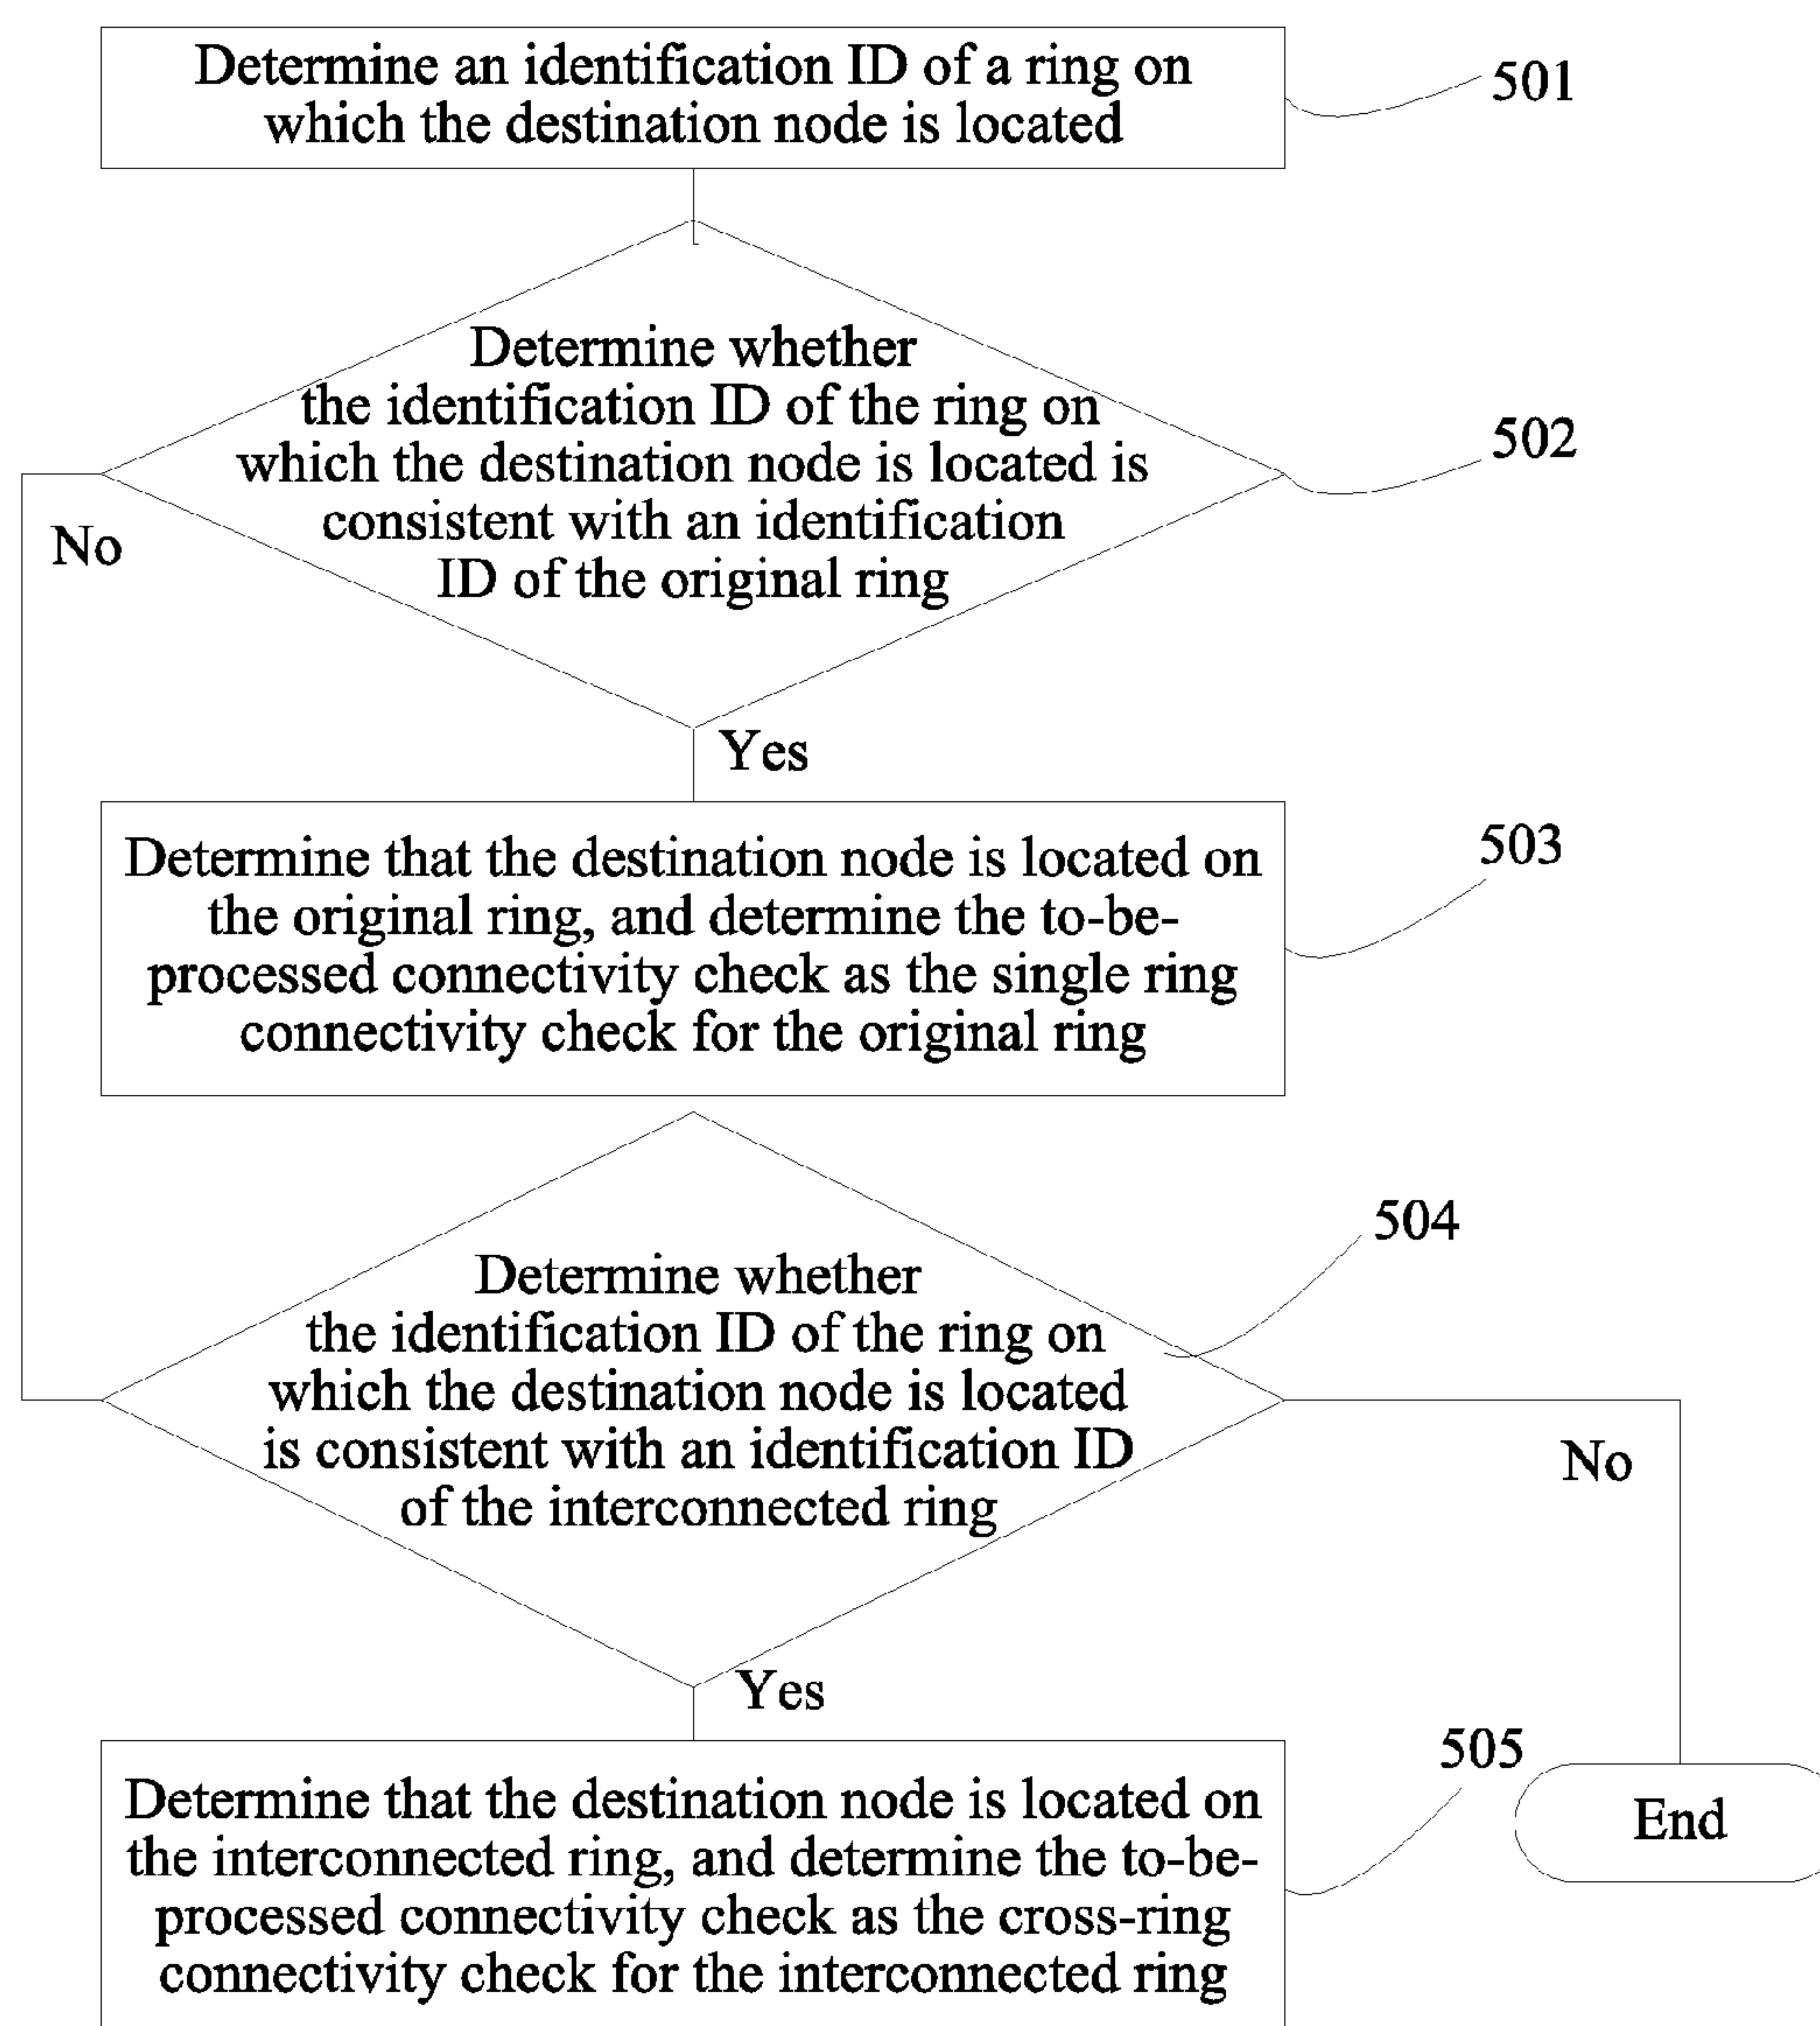 Determine an identification ID of a ring on
which the destination node is located
501
Determine whether
the identification ID of the ring on
which the destination node is located is
consistent with an identification
ID of the original ring
502
No
Yes
Determine that the destination node is located on
the original ring, and determine the to-be-
processed connectivity check as the single ring
connectivity check for the original ring
503
504
Determine whether
the identification ID of the ring on
which the destination node is located
is consistent with an identification ID
of the interconnected ring
No
Yes
505
Determine that the destination node is located on
the interconnected ring, and determine the to-be-
processed connectivity check as the cross-ring
connectivity check for the interconnected ring
End